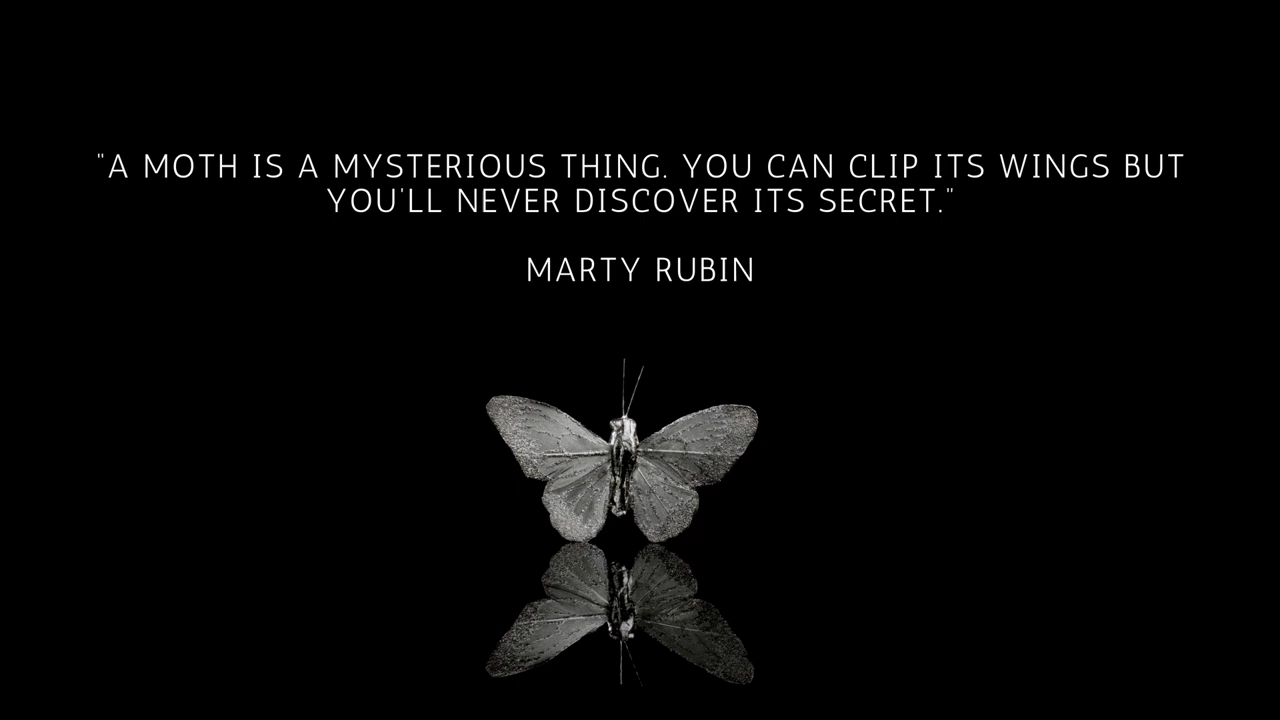 "A MOTH IS A MYSTERIOUS THING. YOU CAN CLIP ITS WINGS BUT
YOU'LL NEVER DISCOVER ITS SECRET."
MARTY RUBIN